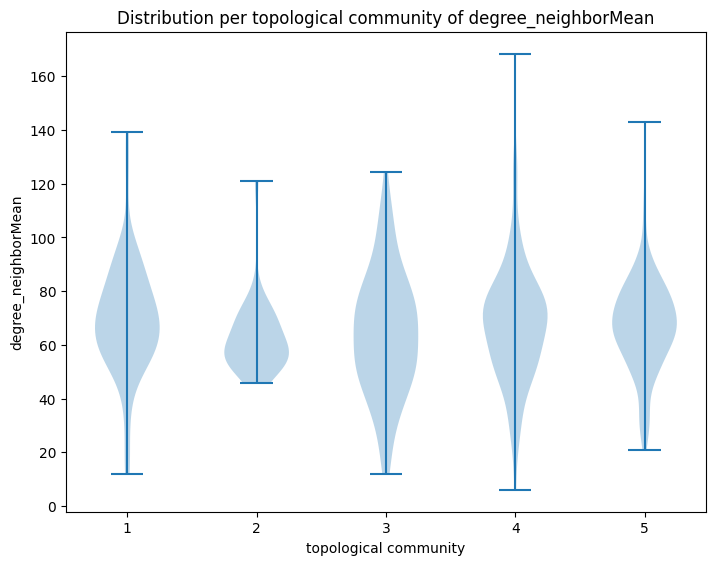 Distribution per topological community of degree_neighborMean
degree_neighborMean
160
140
120
100
80
60
40
20
0
1 2 3 4 5
topological community